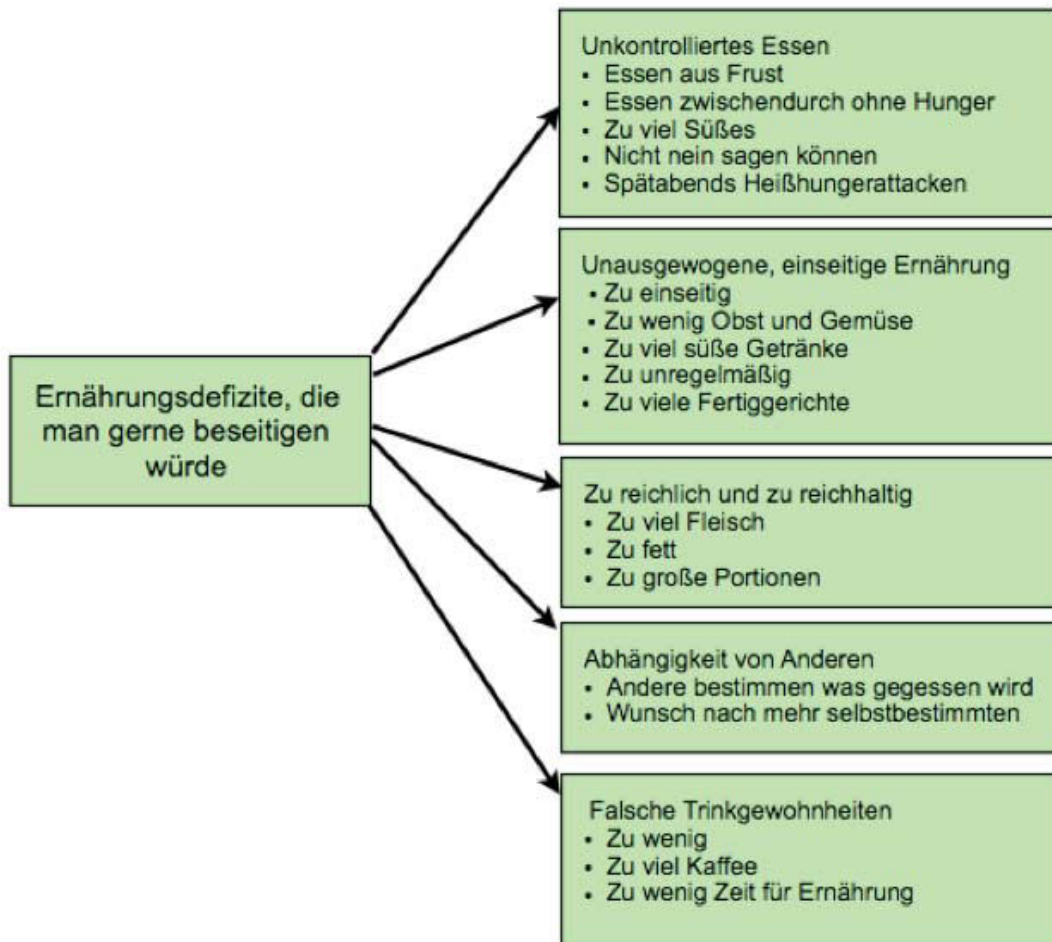 Ernährungsdefizite, die
man gerne beseitigen
würde
Unkontrolliertes Essen
• Essen aus Frust
• Essen zwischendurch ohne Hunger
• Zu viel Süßes
• Nicht nein sagen können
• Spätabends Heißhungerattacken
Unausgewogene, einseitige Ernährung
• Zu einseitig
• Zu wenig Obst und Gemüse
• Zu viel süße Getränke
• Zu unregelmäßig
• Zu viele Fertiggerichte
Zu reichlich und zu reichhaltig
• Zu viel Fleisch
• Zu fett
• Zu große Portionen
Abhängigkeit von Anderen
• Andere bestimmen was gegessen wird
• Wunsch nach mehr selbstbestimmten
Falsche Trinkgewohnheiten
• Zu wenig
• Zu viel Kaffee
• Zu wenig Zeit für Ernährung